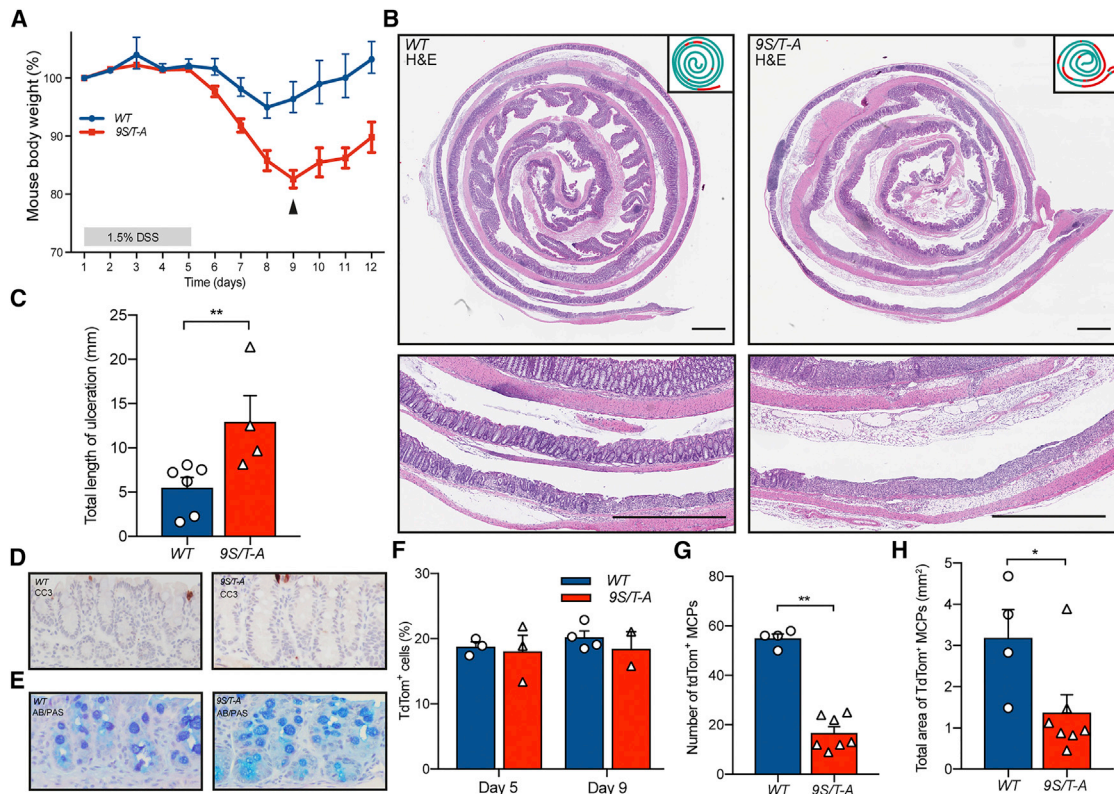 A
Mouse body weight (%)
100
90
80
70
WT
9S/T-A
1.5% DSS
1 2 3 4 5 6 7 8 9 10 11 12
Time (days)
B
WT
H&E
9S/T-A
H&E
C
Total length of ulceration (mm)
25
20
15
10
5
0
**
WT 9S/T-A
D
WT
CC3
9S/T-A
CC3
E
WT
AB/PAS
9S/T-A
AB/PAS
F
TdTom⁺ cells (%)
30
20
10
0
WT
9S/T-A
Day 5 Day 9
G
Number of tdTom⁺ MCPs
80
60
40
20
0
**
WT 9S/T-A
H
Total area of TdTom⁺ MCPs (mm²)
5
4
3
2
1
0
*
WT 9S/T-A